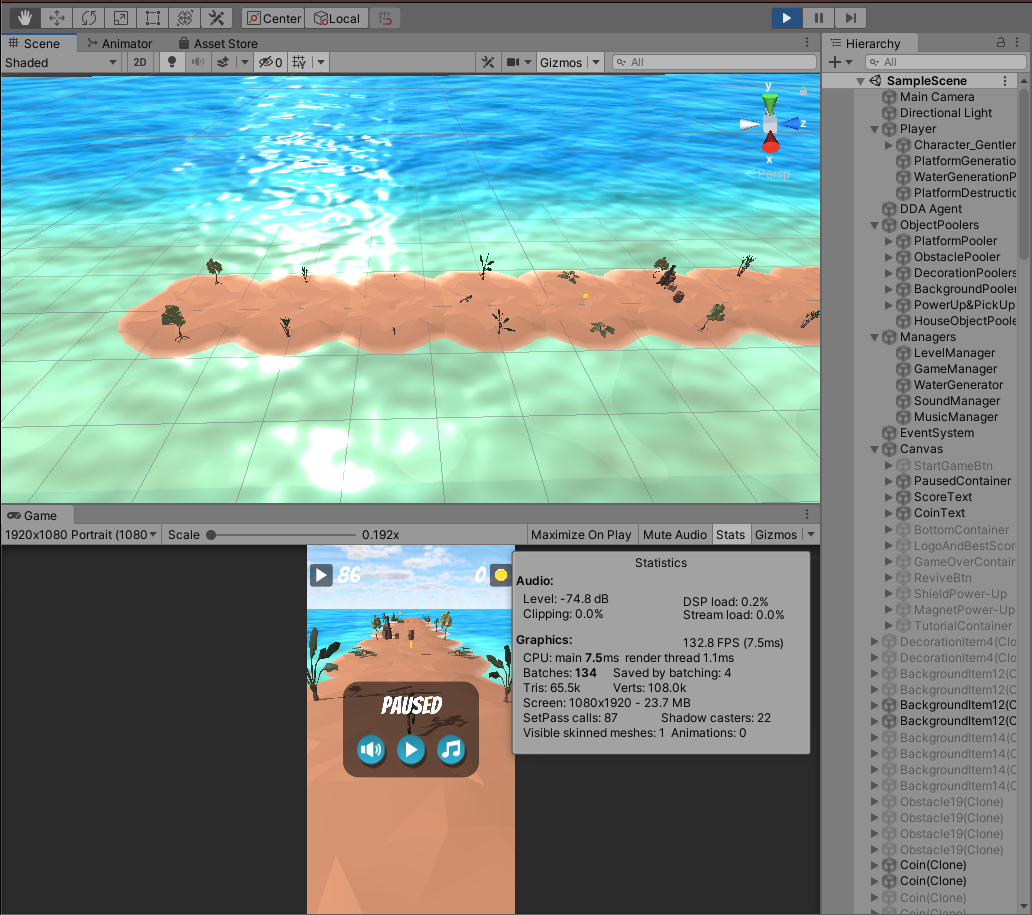 Center Local
Scene Animator Asset Store
Shaded 2D 0 Gizmos All
y
z
x
Persp
Game
1920x1080 Portrait (1080 Scale 0.192x Maximize On Play Mute Audio Stats Gizmos
86 0
PAUSED
Statistics
Audio:
Level: -74.8 dB DSP load: 0.2%
Clipping: 0.0% Stream load: 0.0%
Graphics: 132.8 FPS (7.5ms)
CPU: main 7.5ms render thread 1.1ms
Batches: 134 Saved by batching: 4
Tris: 65.5k Verts: 108.0k
Screen: 1080x1920 - 23.7 MB
SetPass calls: 87 Shadow casters: 22
Visible skinned meshes: 1 Animations: 0
Hierarchy
All
SampleScene
Main Camera
Directional Light
Player
Character_Gentler
PlatformGeneratio
WaterGenerationP
PlatformDestructio
DDA Agent
ObjectPoolers
PlatformPooler
ObstaclePooler
DecorationPoolers
BackgroundPooler
PowerUp&PickUp
HouseObjectPoole
Managers
LevelManager
GameManager
WaterGenerator
SoundManager
MusicManager
EventSystem
Canvas
StartGameBtn
PausedContainer
ScoreText
CoinText
BottomContainer
LogoAndBestScor
GameOverContain
ReviveBtn
ShieldPower-Up
MagnetPower-Up
TutorialContainer
DecorationItem4(Clo
DecorationItem4(Clo
BackgroundItem12(C
BackgroundItem12(C
BackgroundItem12(C
BackgroundItem12(C
BackgroundItem14(C
BackgroundItem14(C
BackgroundItem14(C
BackgroundItem14(C
Obstacle19(Clone)
Obstacle19(Clone)
Obstacle19(Clone)
Obstacle19(Clone)
Coin(Clone)
Coin(Clone)
Coin(Clone)
Coin(Clone)